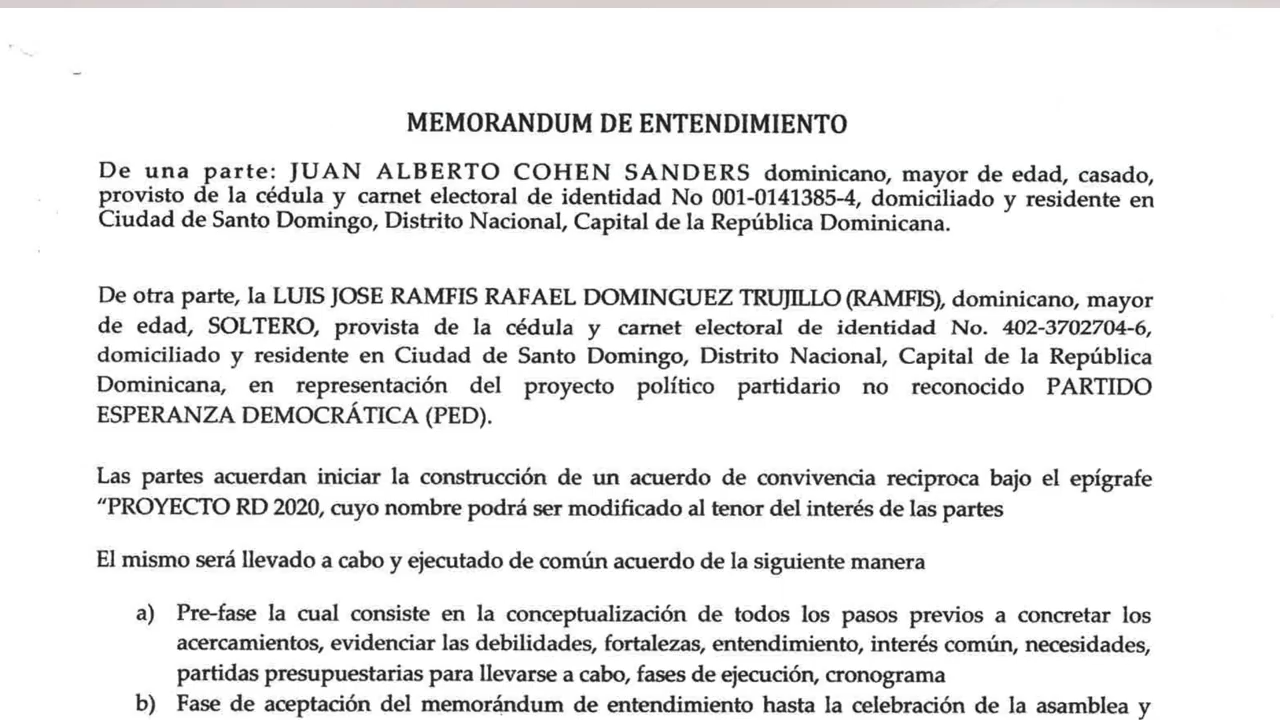 MEMORANDUM DE ENTENDIMIENTO
De una parte: JUAN ALBERTO COHEN SANDERS dominicano, mayor de edad, casado,
provisto de la cédula y carnet electoral de identidad No 001-0141385-4, domiciliado y residente en
Ciudad de Santo Domingo, Distrito Nacional, Capital de la República Dominicana.
De otra parte, la LUIS JOSE RAMFIS RAFAEL DOMINGUEZ TRUJILLO (RAMFIS), dominicano, mayor
de edad, SOLTERO, provista de la cédula y carnet electoral de identidad No. 402-3702704-6,
domiciliado y residente en Ciudad de Santo Domingo, Distrito Nacional, Capital de la República
Dominicana, en representación del proyecto político partidario no reconocido PARTIDO
ESPERANZA DEMOCRÁTICA (PED).
Las partes acuerdan iniciar la construcción de un acuerdo de convivencia reciproca bajo el epígrafe
“PROYECTO RD 2020, cuyo nombre podrá ser modificado al tenor del interés de las partes
El mismo será llevado a cabo y ejecutado de común acuerdo de la siguiente manera
a) Pre-fase la cual consiste en la conceptualización de todos los pasos previos a concretar los
acercamientos, evidenciar las debilidades, fortalezas, entendimiento, interés común, necesidades,
partidas presupuestarias para llevarse a cabo, fases de ejecución, cronograma
b) Fase de aceptación del memorándum de entendimiento hasta la celebración de la asamblea y